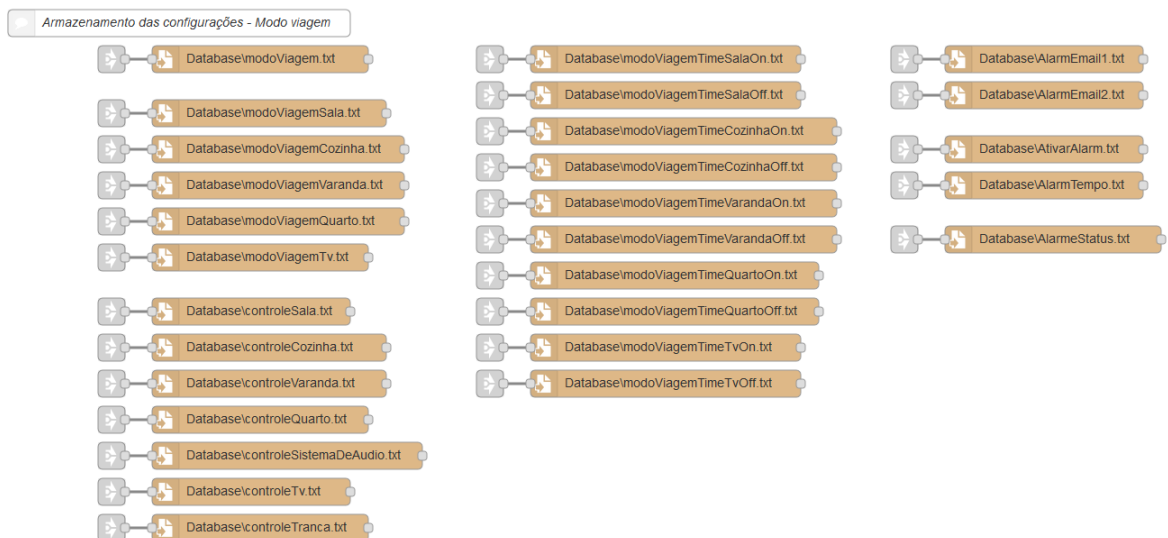 Armazenamento das configurações - Modo viagem
Database\modoViagem.txt
Database\modoViagemSala.txt
Database\modoViagemCozinha.txt
Database\modoViagemVaranda.txt
Database\modoViagemQuarto.txt
Database\modoViagemTv.txt
Database\controleSala.txt
Database\controleCozinha.txt
Database\controleVaranda.txt
Database\controleQuarto.txt
Database\controleSistemaDeAudio.txt
Database\controleTv.txt
Database\controleTranca.txt
Database\modoViagemTimeSalaOn.txt
Database\modoViagemTimeSalaOff.txt
Database\modoViagemTimeCozinhaOn.txt
Database\modoViagemTimeCozinhaOff.txt
Database\modoViagemTimeVarandaOn.txt
Database\modoViagemTimeVarandaOff.txt
Database\modoViagemTimeQuartoOn.txt
Database\modoViagemTimeQuartoOff.txt
Database\modoViagemTimeTvOn.txt
Database\modoViagemTimeTvOff.txt
Database\AlarmEmail1.txt
Database\AlarmEmail2.txt
Database\AtivarAlarm.txt
Database\AlarmTempo.txt
Database\AlarmeStatus.txt